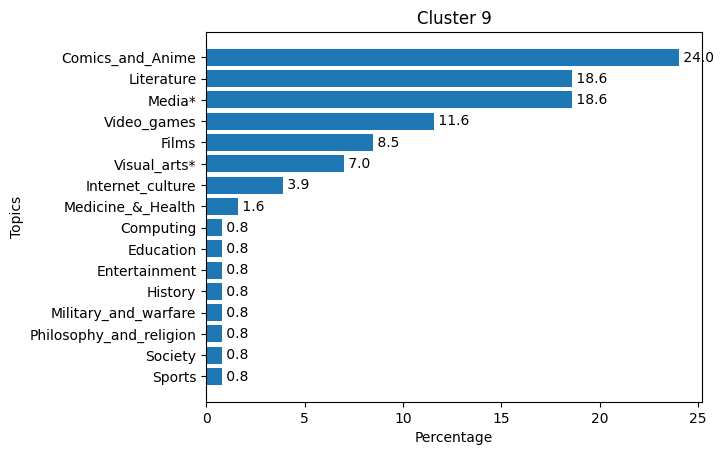 Cluster 9
Comics_and_Anime 24.0
Literature 18.6
Media* 18.6
Video_games 11.6
Films 8.5
Visual_arts* 7.0
Internet_culture 3.9
Medicine_&_Health 1.6
Computing 0.8
Education 0.8
Entertainment 0.8
History 0.8
Military_and_warfare 0.8
Philosophy_and_religion 0.8
Society 0.8
Sports 0.8
Topics
0 5 10 15 20 25
Percentage